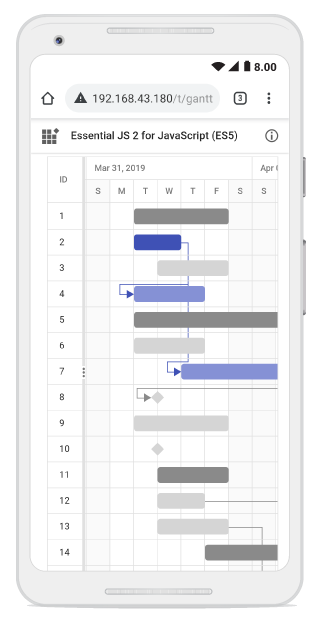 8.00
192.168.43.180/t/gantt
3
Essential JS 2 for JavaScript (ES5)
ID
Mar 31, 2019
Apr
S M T W T F S S
1
2
3
4
5
6
7
8
9
10
11
12
13
14